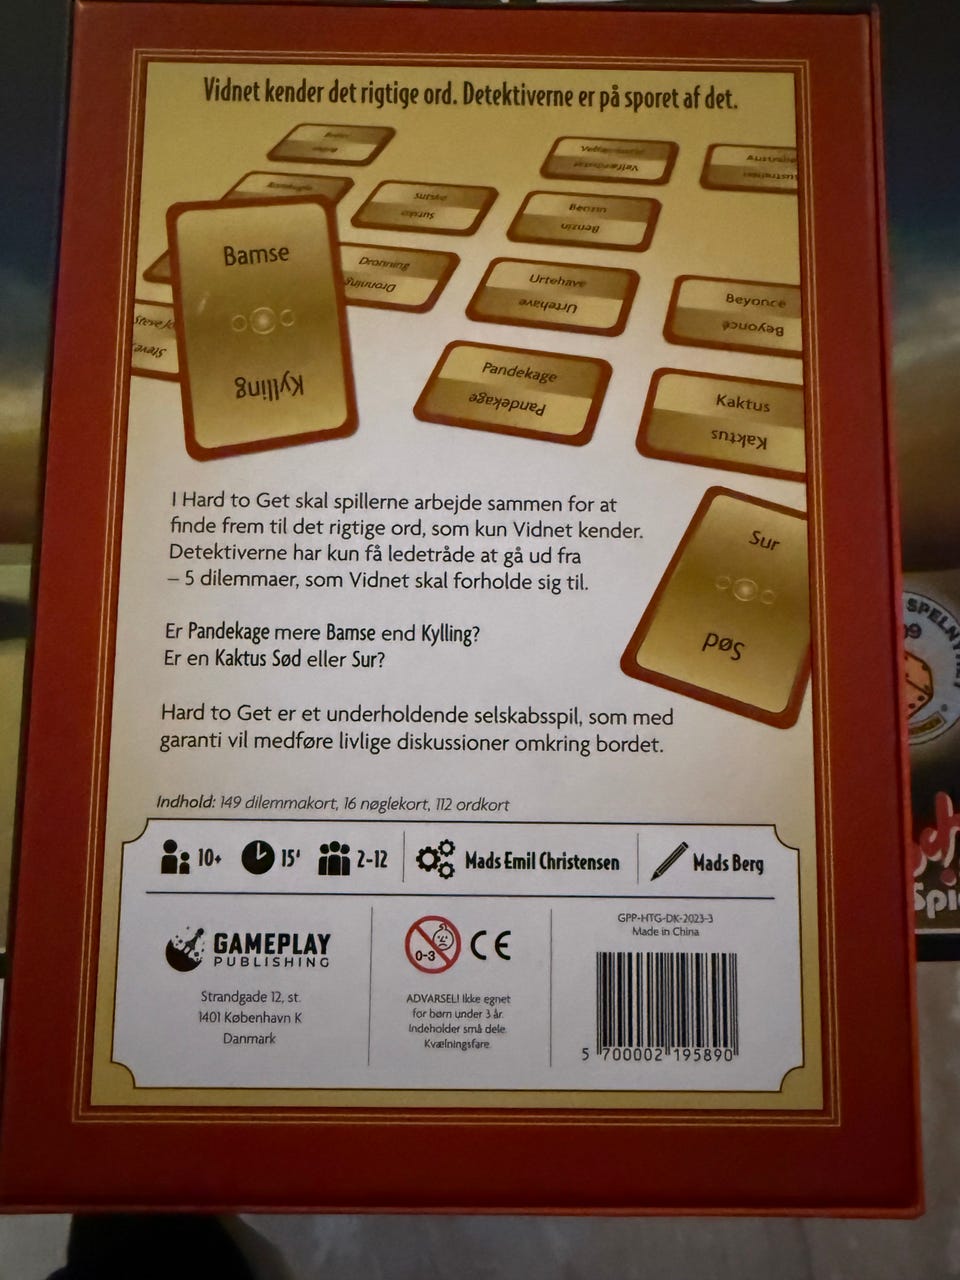 Vidnet kender det rigtige ord. Detektiverne er på sporet af det.
Benzin
Benzin
Dronning
Dronning
Urtehave
Urtehave
Beyoncé
Beyoncé
Bamse
Kylling
Pandekage
Pandekage
Kaktus
Kaktus
Sur
Sød
I Hard to Get skal spillerne arbejde sammen for at
finde frem til det rigtige ord, som kun Vidnet kender.
Detektiverne har kun få ledetråde at gå ud fra
– 5 dilemmaer, som Vidnet skal forholde sig til.
Er Pandekage mere Bamse end Kylling?
Er en Kaktus Sød eller Sur?
Hard to Get er et underholdende selskabsspil, som med
garanti vil medføre livlige diskussioner omkring bordet.
Indhold: 149 dilemmakort, 16 nøglekort, 112 ordkort
10+ 15' 2-12 Mads Emil Christensen Mads Berg
GAMEPLAY
PUBLISHING
Strandgade 12, st.
1401 København K
Danmark
0-3 CE
ADVARSEL! Ikke egnet
for børn under 3 år.
Indeholder små dele.
Kvælningsfare.
GPP-HTG-DK-2023-3
Made in China
5 700002 195890